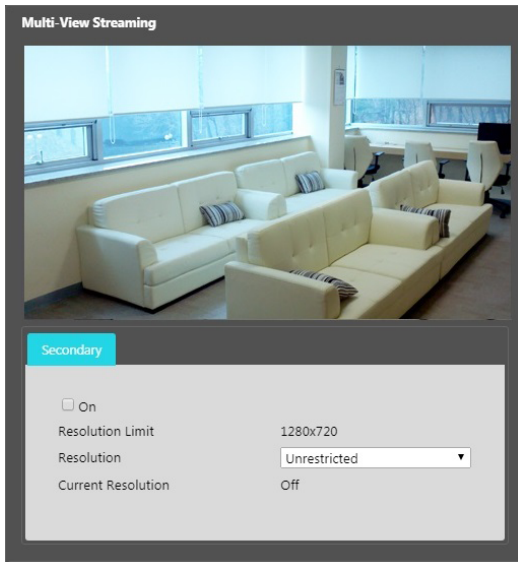 Multi-View Streaming
Secondary
On
Resolution Limit 1280x720
Resolution Unrestricted
Current Resolution Off